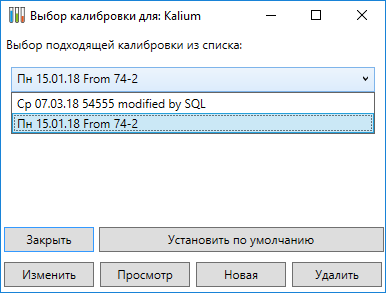 Выбор калибровки для: Kalium
Выбор подходящей калибровки из списка:
Пн 15.01.18 From 74-2
Ср 07.03.18 54555 modified by SQL
Пн 15.01.18 From 74-2
Закрыть Установить по умолчанию
Изменить Просмотр Новая Удалить